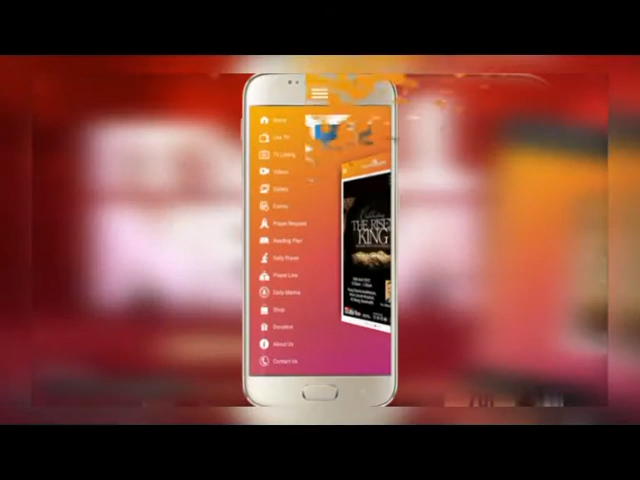 Home
Live TV
TV Listing
Videos
Gallery
Events
Prayer Request
Reading Plan
Daily Prayer
Prayer Line
Daily Manna
Shop
Donation
About Us
Contact Us
Celebrating
THE RISEN
KING